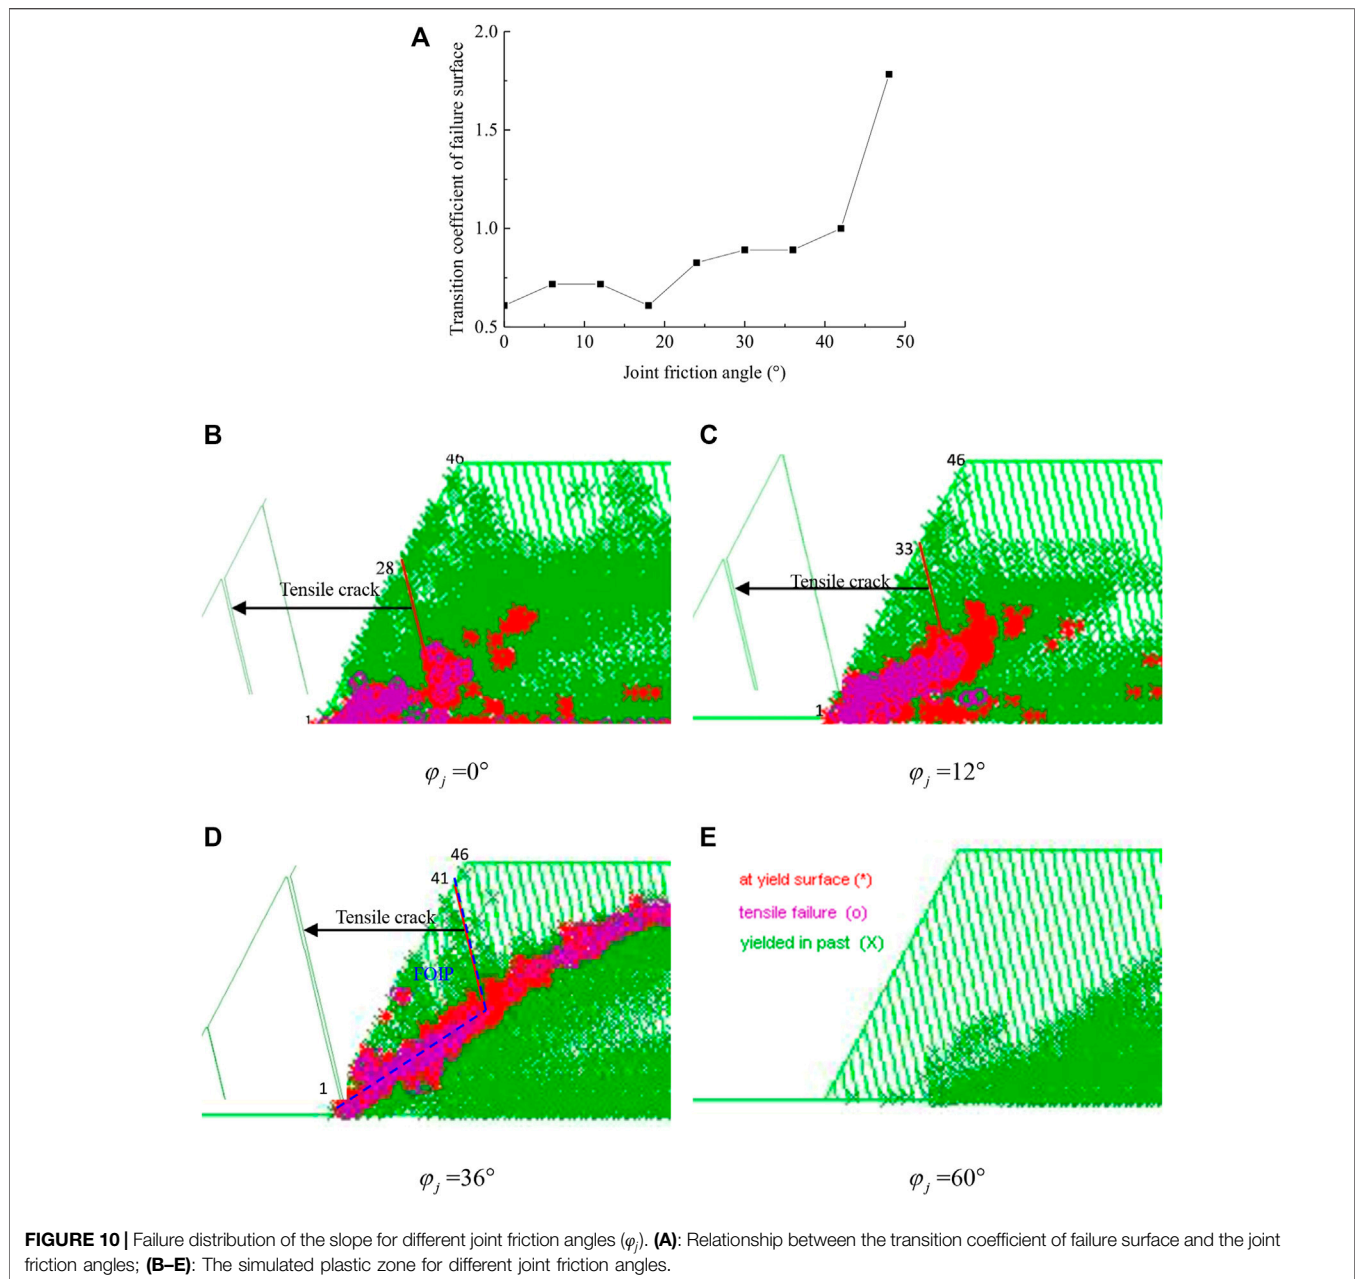 A
Transition coefficient of failure surface
2.0
1.5
1.0
0.5
0 10 20 30 40 50
Joint friction angle (°)
B
46
28
Tensile crack
1
φj =0°
C
46
33
Tensile crack
1
φj =12°
D
46
41
Tensile crack
FOIP
1
φj =36°
E
at yield surface (*)
tensile failure (o)
yielded in past (X)
φj =60°
FIGURE 10 | Failure distribution of the slope for different joint friction angles (φj). (A): Relationship between the transition coefficient of failure surface and the joint
friction angles; (B–E): The simulated plastic zone for different joint friction angles.